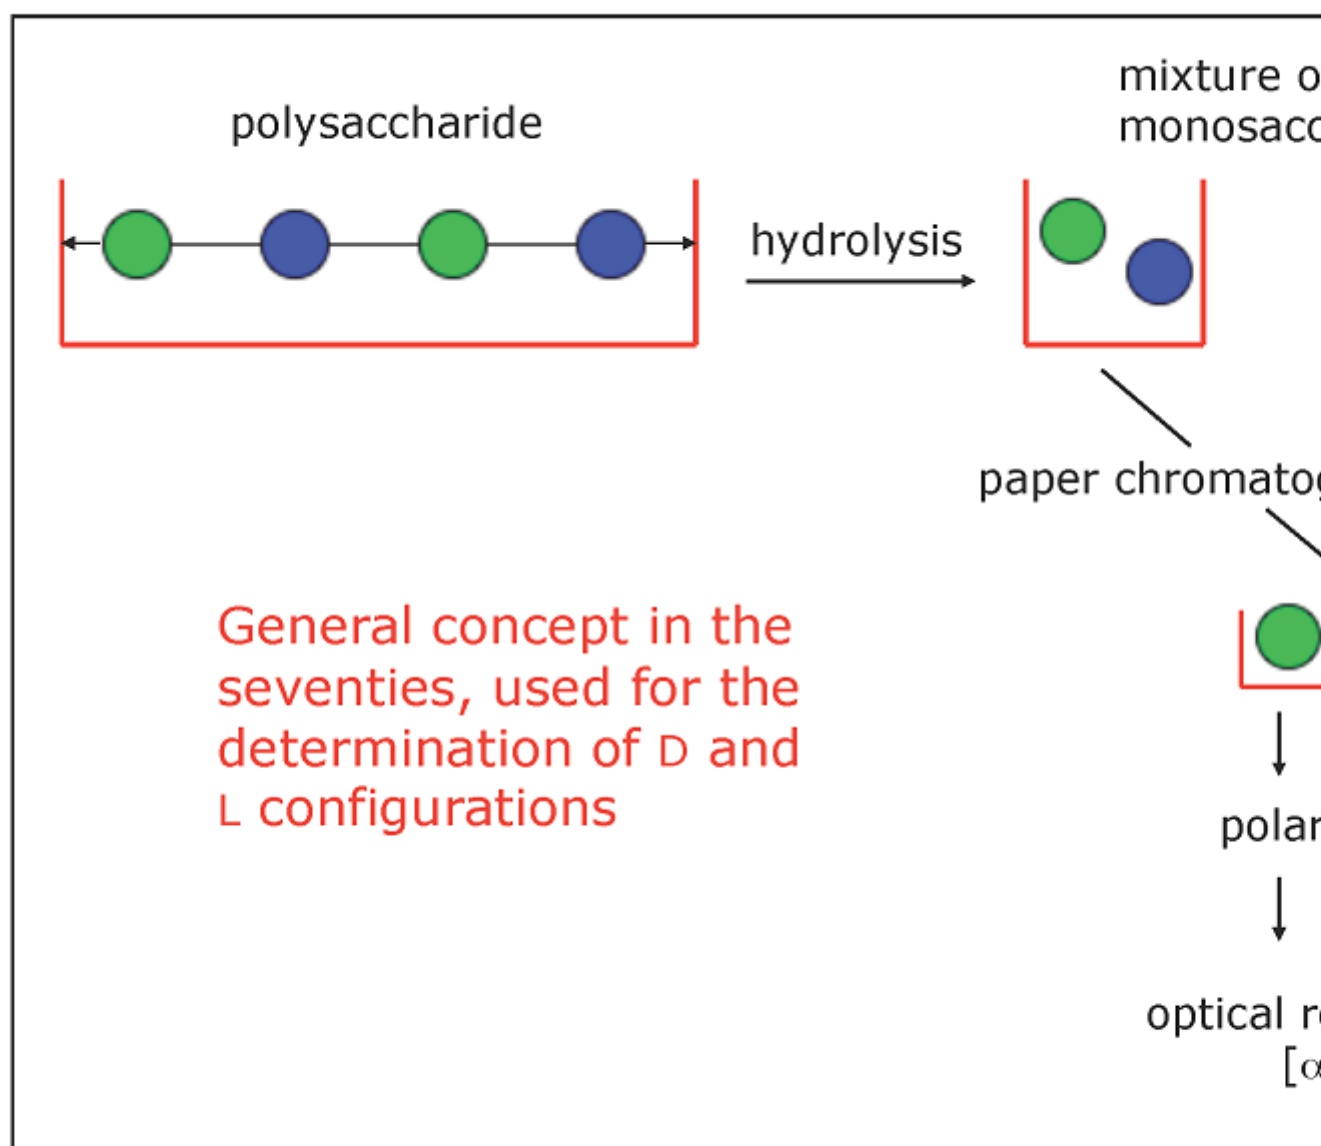 polysaccharide
mixture o
monosacc
hydrolysis
paper chromatog
General concept in the
seventies, used for the
determination of D and
L configurations
polar
optical r
[α